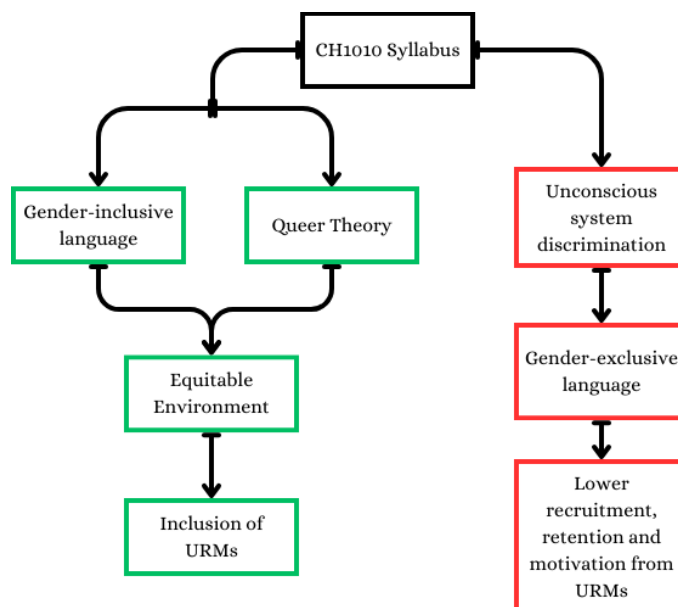 CH1010 Syllabus
Gender-inclusive
language
Queer Theory
Unconscious
system
discrimination
Equitable
Environment
Gender-exclusive
language
Inclusion of
URMs
Lower
recruitment,
retention and
motivation from
URMs